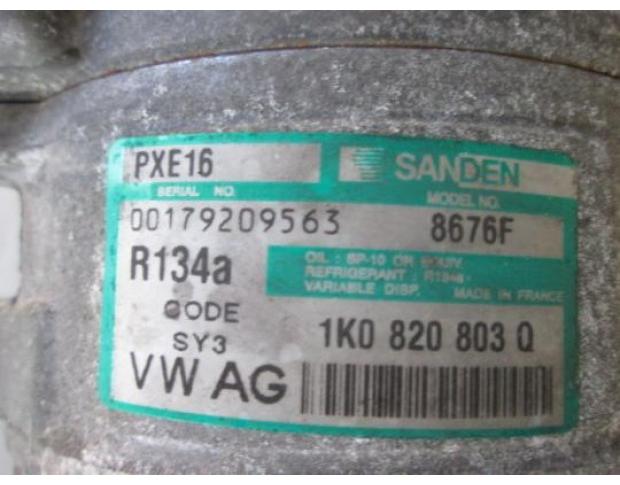 PXE16
SANDEN
SERIAL NO.
MODEL NO.
00179209563
8676F
R134a
OIL : SP-10 OR EQUIV.
REFRIGERANT : R134a
VARIABLE DISP. MADE IN FRANCE
CODE
SY3
1K0 820 803 Q
VW AG